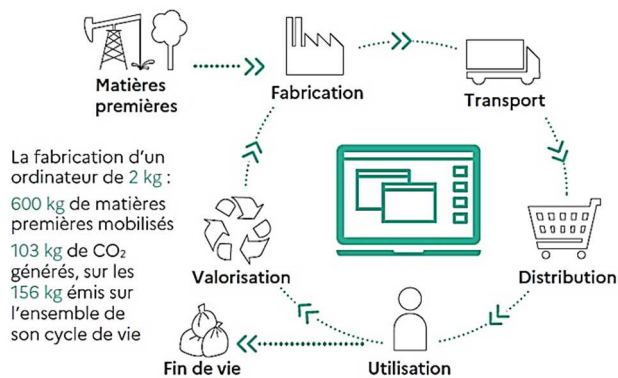 Matières
premières
Fabrication
Transport
La fabrication d'un
ordinateur de 2 kg :
600 kg de matières
premières mobilisés
103 kg de CO₂
générés, sur les
156 kg émis sur
l'ensemble de
son cycle de vie
Valorisation
Distribution
Fin de vie
Utilisation